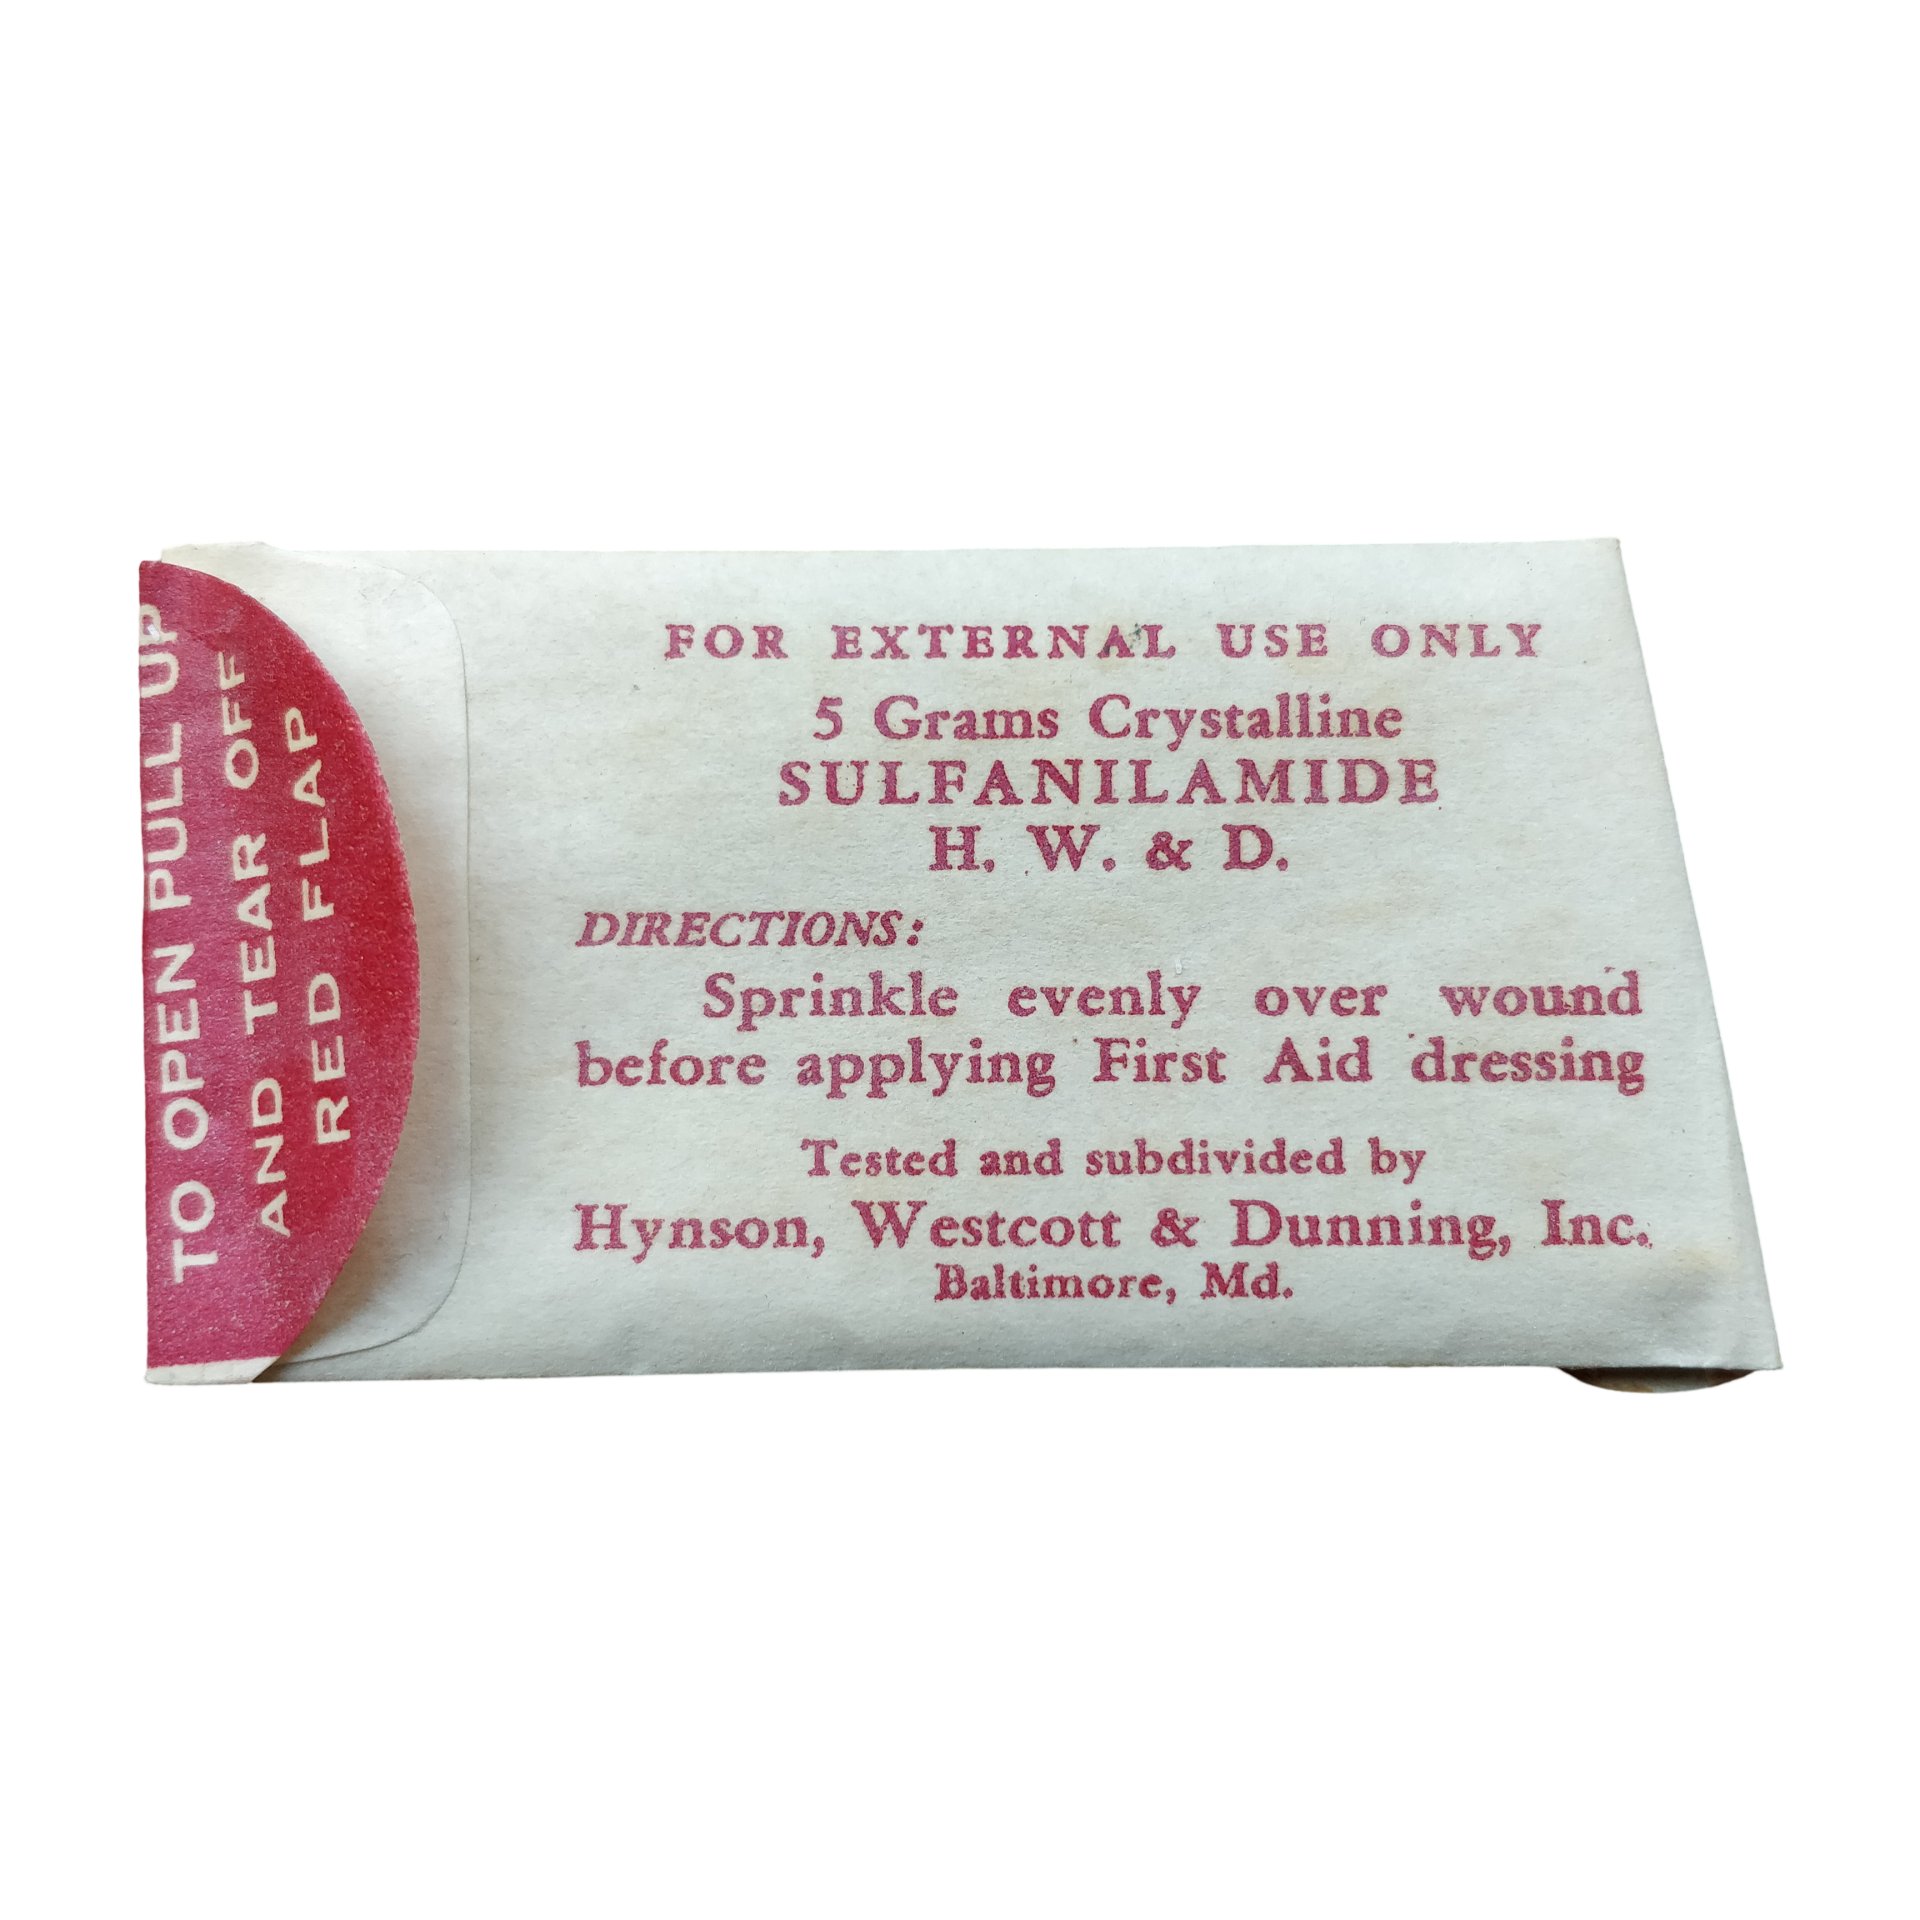 TO OPEN PULL UP
AND TEAR OFF
RED FLAP
FOR EXTERNAL USE ONLY
5 Grams Crystalline
SULFANILAMIDE
H. W. & D.
DIRECTIONS:
Sprinkle evenly over wound
before applying First Aid dressing
Tested and subdivided by
Hynson, Westcott & Dunning, Inc.
Baltimore, Md.